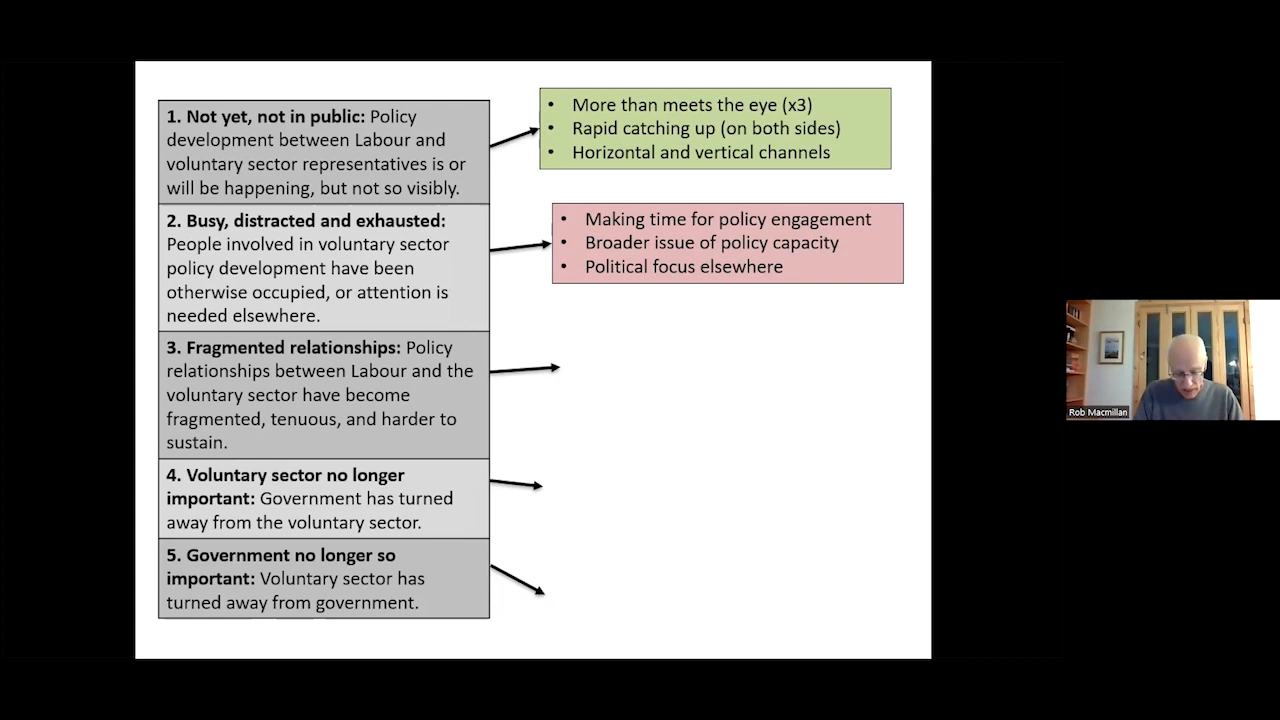 1. Not yet, not in public: Policy
development between Labour and
voluntary sector representatives is or
will be happening, but not so visibly.
• More than meets the eye (x3)
• Rapid catching up (on both sides)
• Horizontal and vertical channels
2. Busy, distracted and exhausted:
People involved in voluntary sector
policy development have been
otherwise occupied, or attention is
needed elsewhere.
• Making time for policy engagement
• Broader issue of policy capacity
• Political focus elsewhere
3. Fragmented relationships: Policy
relationships between Labour and the
voluntary sector have become
fragmented, tenuous, and harder to
sustain.
4. Voluntary sector no longer
important: Government has turned
away from the voluntary sector.
5. Government no longer so
important: Voluntary sector has
turned away from government.
Rob Macmillan